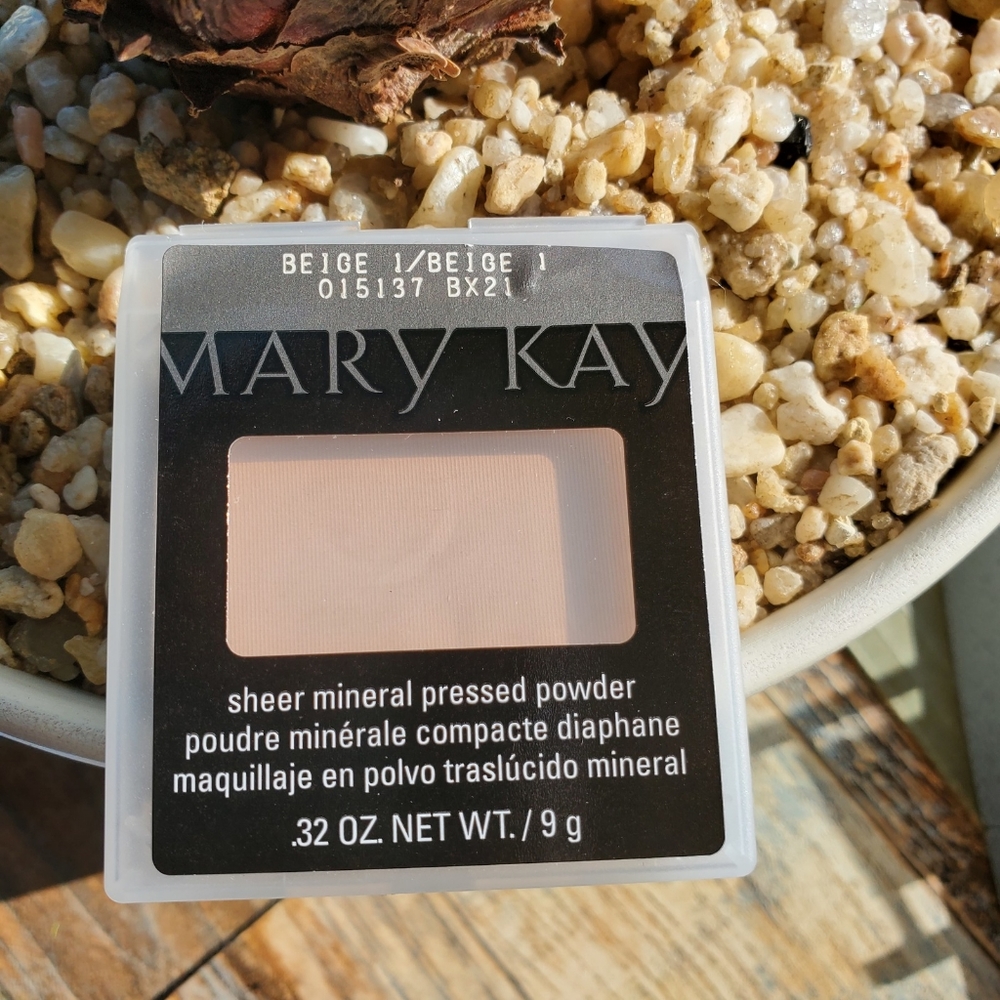 BEIGE 1/BEIGE 1
015137 BX21
MARY KAY
sheer mineral pressed powder
poudre minérale compacte diaphane
maquillaje en polvo traslúcido mineral
.32 OZ. NET WT. / 9 g